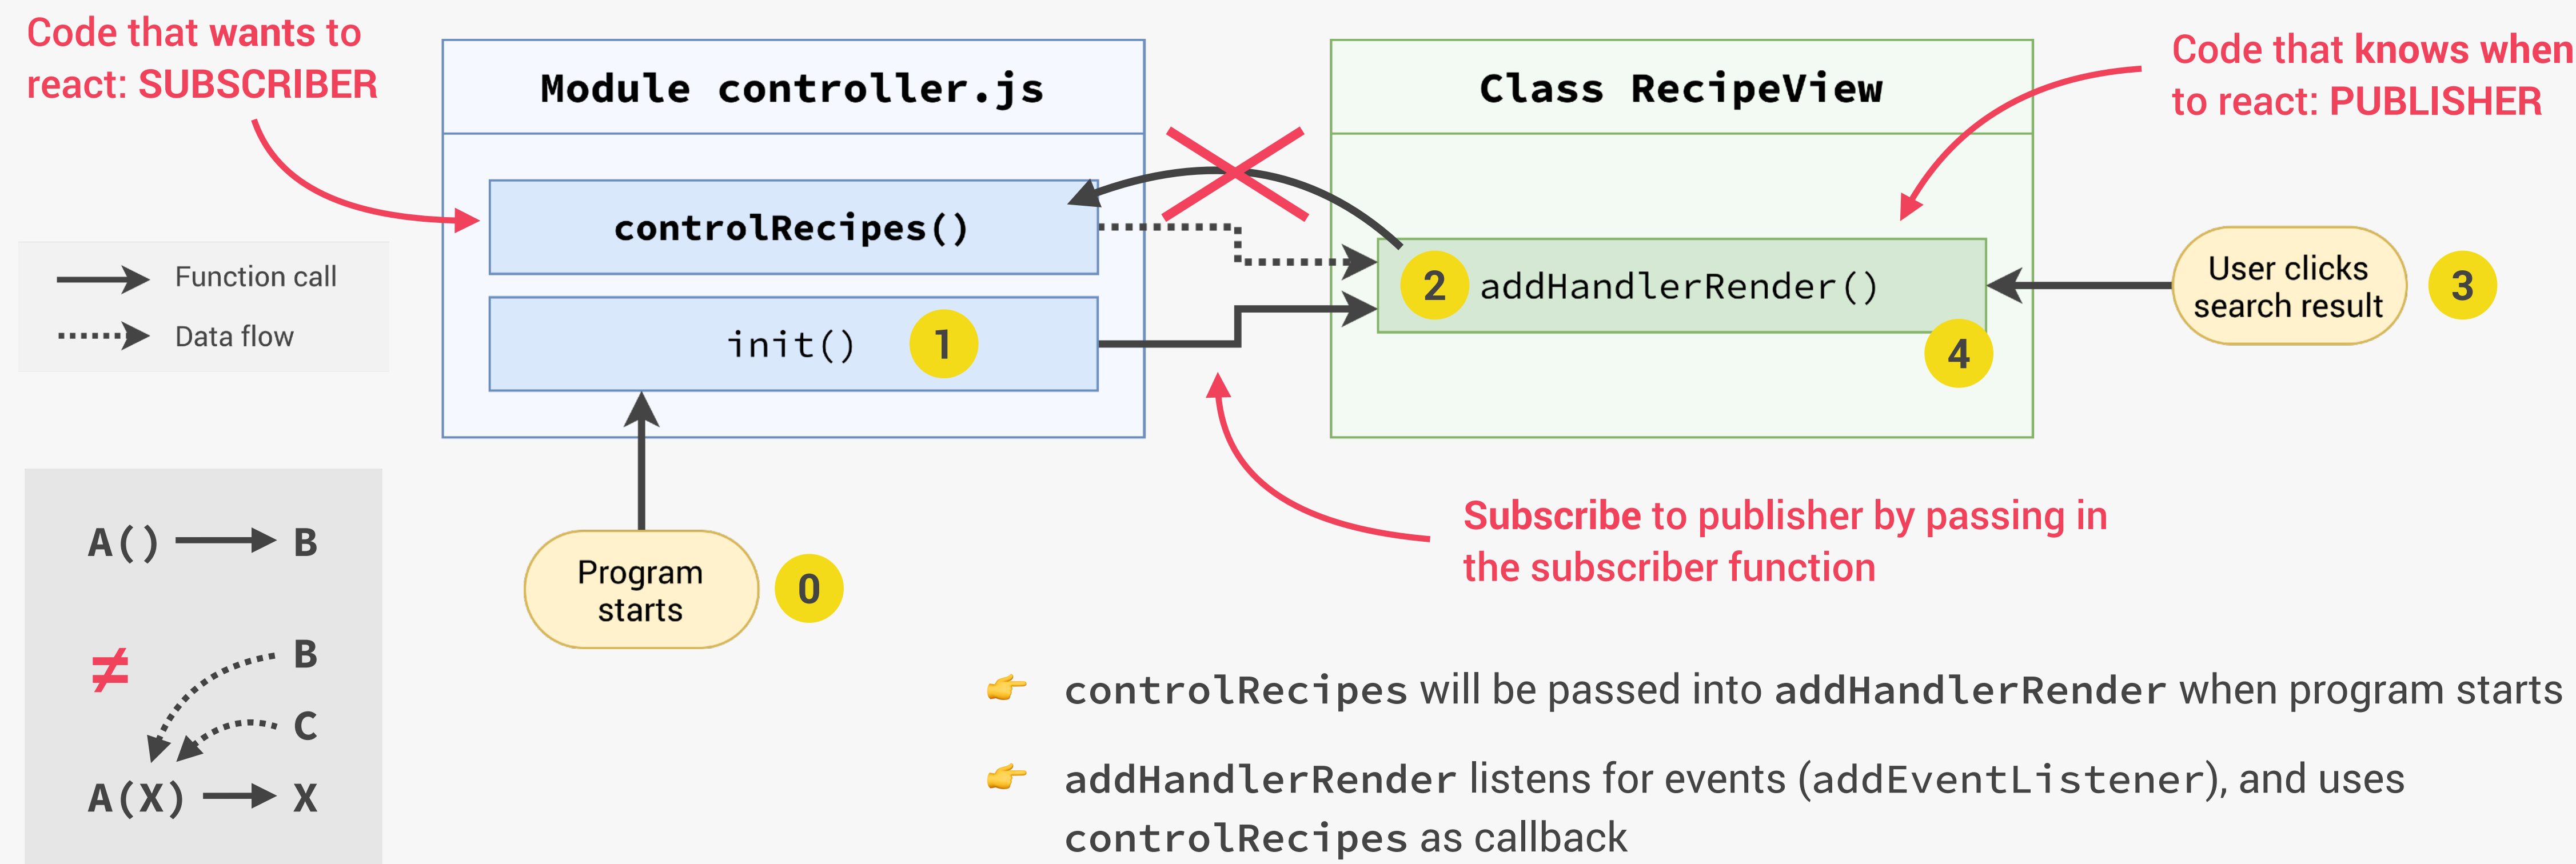 Code that wants to
react: SUBSCRIBER
Module controller.js
controlRecipes()
init()
1
Class RecipeView
2
addHandlerRender()
4
Code that knows when
to react: PUBLISHER
User clicks
search result
3
Function call
Data flow
Program
starts
0
Subscribe to publisher by passing in
the subscriber function
A() B
≠
B
C
A(X) X
👉 controlRecipes will be passed into addHandlerRender when program starts
👉 addHandlerRender listens for events (addEventListener), and uses
controlRecipes as callback